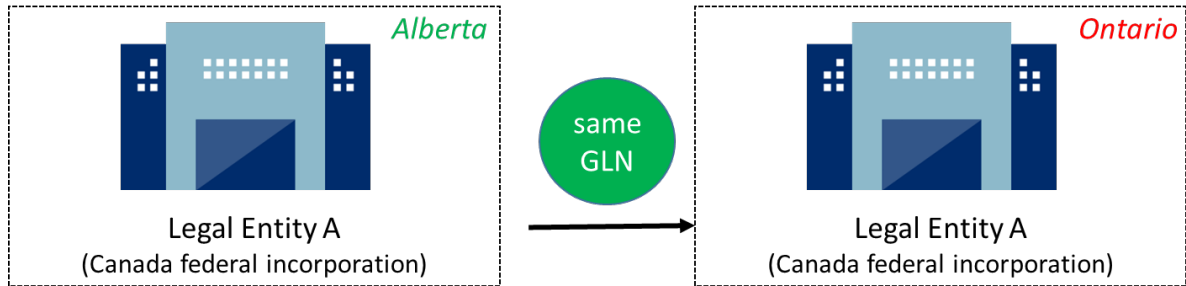 Alberta
Legal Entity A
(Canada federal incorporation)
same
GLN
Ontario
Legal Entity A
(Canada federal incorporation)